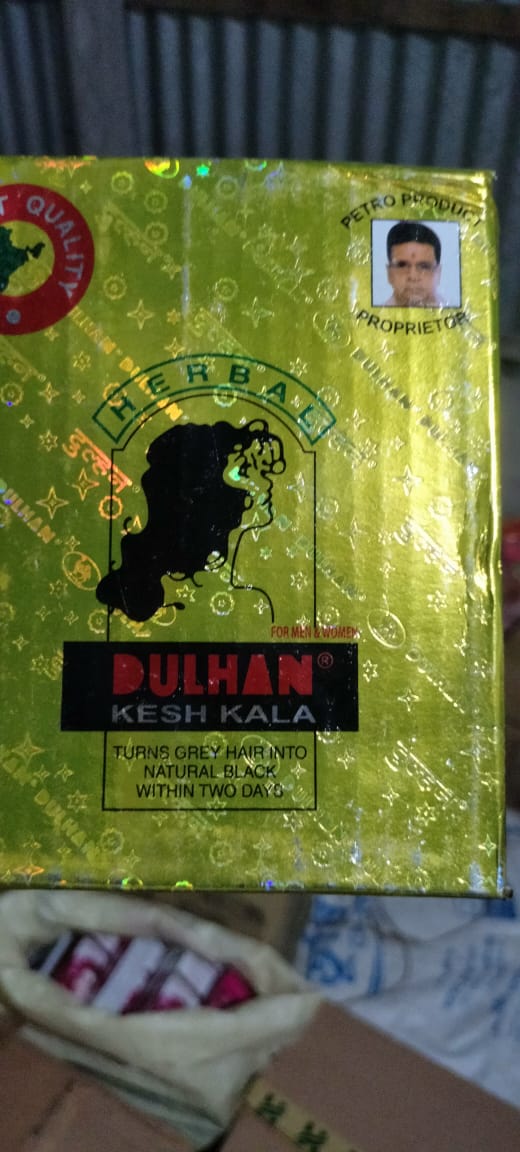 T QUALITY
PETRO PRODUCT
PROPRIETOR
HERBAL
दुल्हन
FOR MEN & WOMEN
DULHAN®
KESH KALA
TURNS GREY HAIR INTO
NATURAL BLACK
WITHIN TWO DAYS